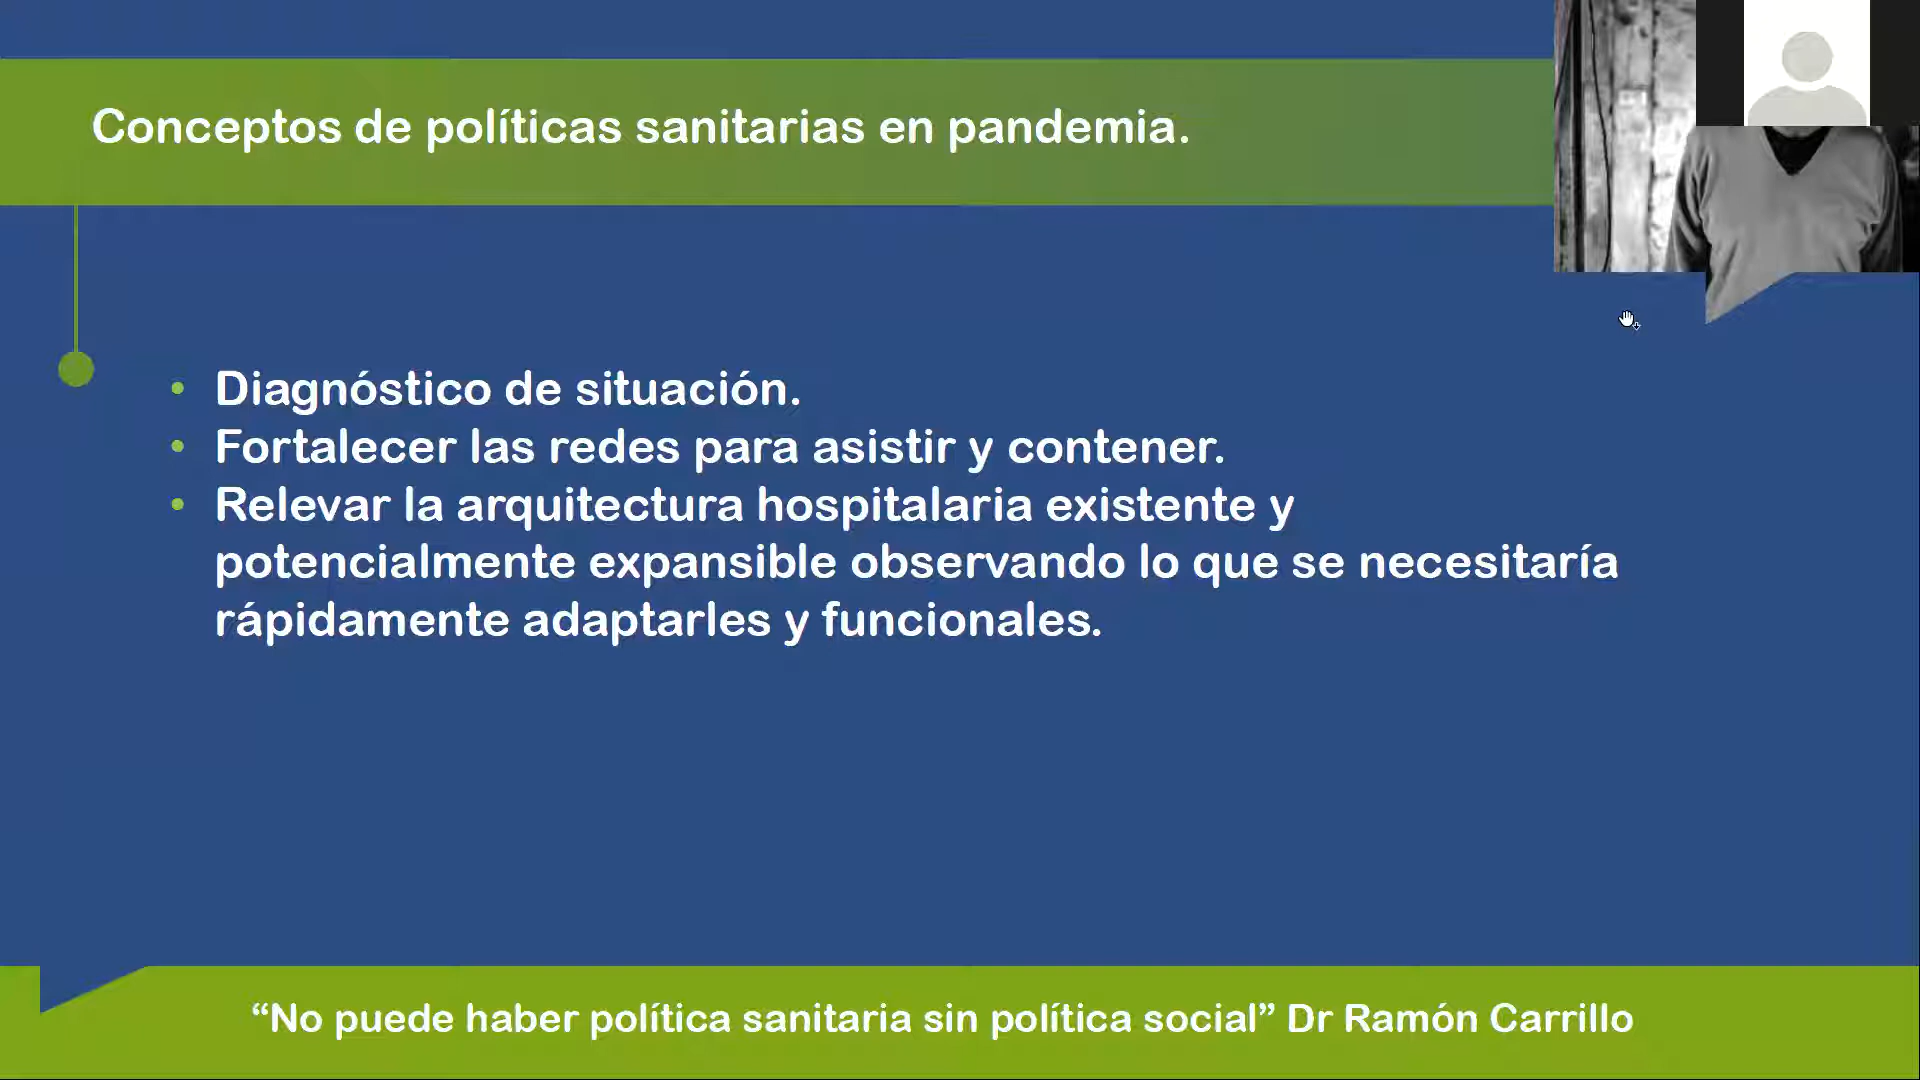 Conceptos de políticas sanitarias en pandemia.
• Diagnóstico de situación.
• Fortalecer las redes para asistir y contener.
• Relevar la arquitectura hospitalaria existente y
potencialmente expansible observando lo que se necesitaría
rápidamente adaptarles y funcionales.
“No puede haber política sanitaria sin política social” Dr Ramón Carrillo